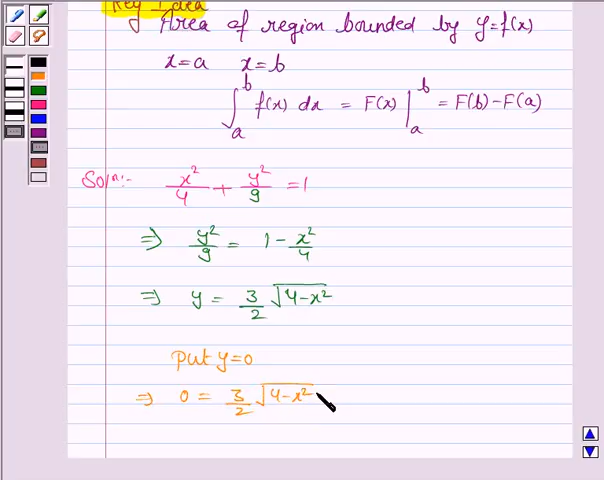 Key Idea
Area of region bounded by y=f(x)
x=a x=b
∫_a^b f(x) dx = F(x) |_a^b = F(b)-F(a)
Soln:- x²/4 + y²/9 = 1
⇒ y²/9 = 1 - x²/4
⇒ y = 3/2 √(4-x²)
Put y=0
⇒ 0 = 3/2 √(4-x²)